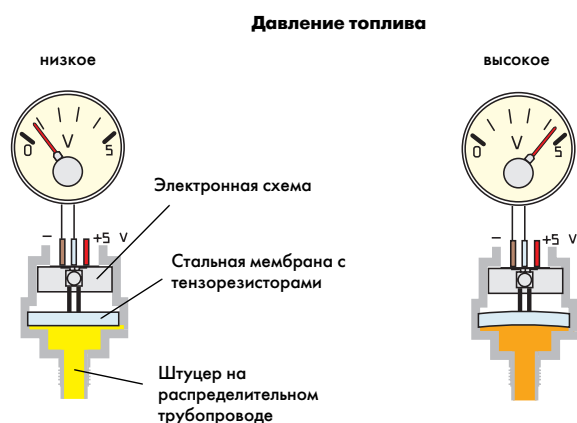 Давление топлива
низкое
высокое
0 V 5
0 V 5
Электронная схема
– +5 V
– +5 V
Стальная мембрана с
тензорезисторами
Штуцер на
распределительном
трубопроводе